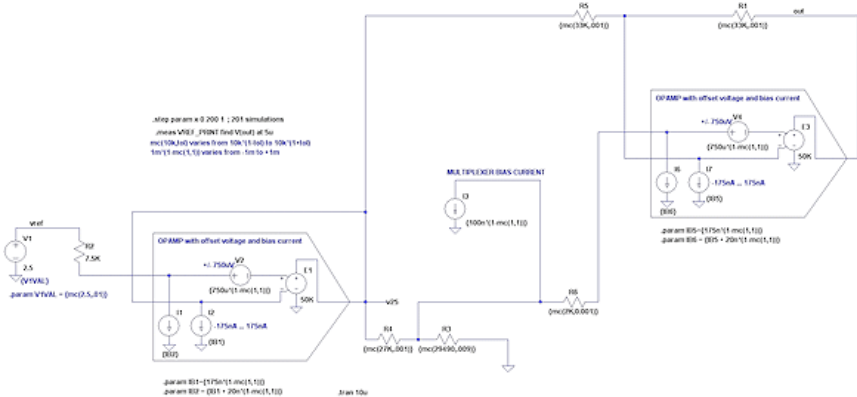 R5
{mc(33K,.001)}
R1
{mc(33K,.001)}
out
OPAMP with offset voltage and bias current
+/- 750uV
V4
{750u*(1-mc(1,1))}
E3
50K
I6
I7
-175nA ... 175nA
{IB6}
{IB5}
.param IB5={175n*(1-mc(1,1))}
.param IB6 = {IB5 + 20n*(1-mc(1,1))}
.step param x 0 200 1 ; 201 simulations
.meas VREF_PRINT find V(out) at 5u
mc(10k,tol) varies from 10k*(1-tol) to 10k*(1+tol)
1m*(1-mc(1,1)) varies from -1m to +1m
MULTIPLEXER BIAS CURRENT
I3
{100n*(1-mc(1,1))}
vref
V1
2.5
{V1VAL}
.param V1VAL = {mc(2.5,.01)}
R2
7.5K
OPAMP with offset voltage and bias current
+/- 750uV
V2
{750u*(1-mc(1,1))}
E1
50K
I1
I2
-175nA ... 175nA
{IB2}
{IB1}
.param IB1={175n*(1-mc(1,1))}
.param IB2 = {IB1 + 20n*(1-mc(1,1))}
v25
R4
{mc(27K,.001)}
R3
{mc(29490,.009)}
R6
{mc(2K,0.001)}
.tran 10u